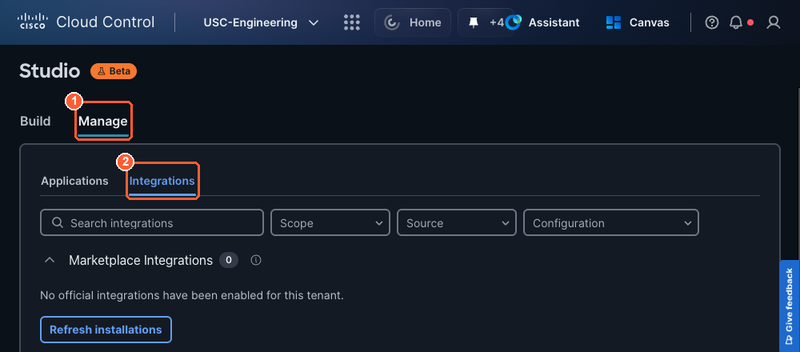 CISCO Cloud Control USC-Engineering Home +4 Assistant Canvas
Studio Beta
1
Build Manage
2
Applications Integrations
Search integrations Scope Source Configuration
Marketplace Integrations 0
No official integrations have been enabled for this tenant.
Refresh installations
Give feedback